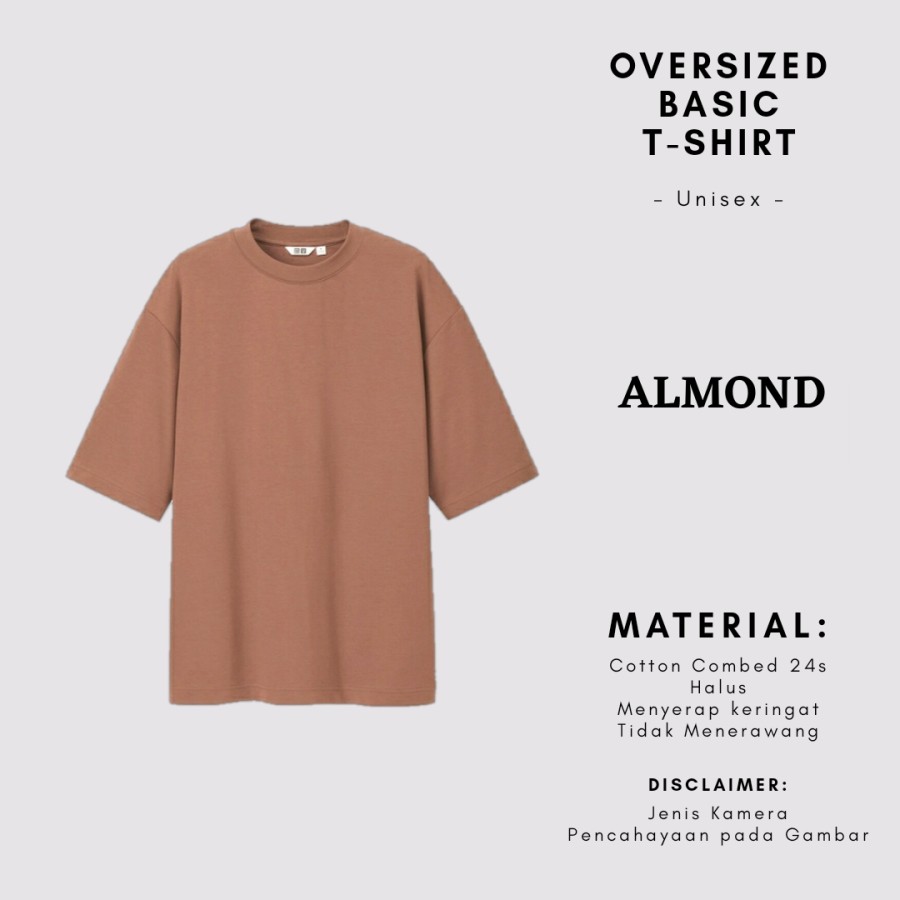 OVERSIZED
BASIC
T-SHIRT
- Unisex -
ALMOND
MATERIAL:
Cotton Combed 24s
Halus
Menyerap keringat
Tidak Menerawang
DISCLAIMER:
Jenis Kamera
Pencahayaan pada Gambar